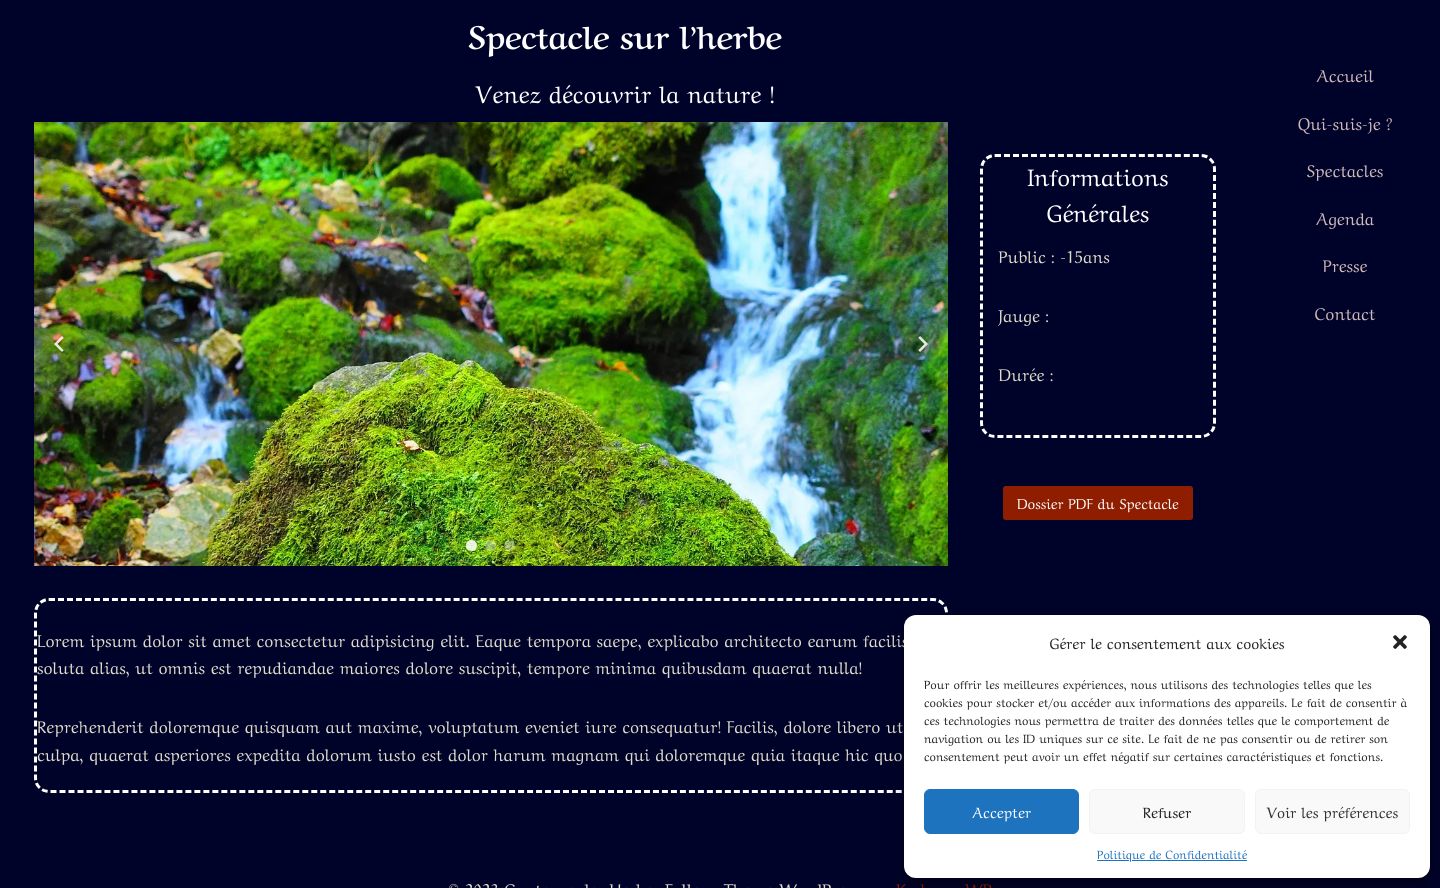 Spectacle sur l’herbe
Venez découvrir la nature !
Informations
Générales
Public : -15ans
Jauge :
Durée :
Dossier PDF du Spectacle
Accueil
Qui-suis-je ?
Spectacles
Agenda
Presse
Contact
Lorem ipsum dolor sit amet consectetur adipisicing elit. Eaque tempora saepe, explicabo architecto earum facilis
soluta alias, ut omnis est repudiandae maiores dolore suscipit, tempore minima quibusdam quaerat nulla!
Reprehenderit doloremque quisquam aut maxime, voluptatum eveniet iure consequatur! Facilis, dolore libero ut
culpa, quaerat asperiores expedita dolorum iusto est dolor harum magnam qui doloremque quia itaque hic quo
Gérer le consentement aux cookies
Pour offrir les meilleures expériences, nous utilisons des technologies telles que les
cookies pour stocker et/ou accéder aux informations des appareils. Le fait de consentir à
ces technologies nous permettra de traiter des données telles que le comportement de
navigation ou les ID uniques sur ce site. Le fait de ne pas consentir ou de retirer son
consentement peut avoir un effet négatif sur certaines caractéristiques et fonctions.
Accepter
Refuser
Voir les préférences
Politique de Confidentialité